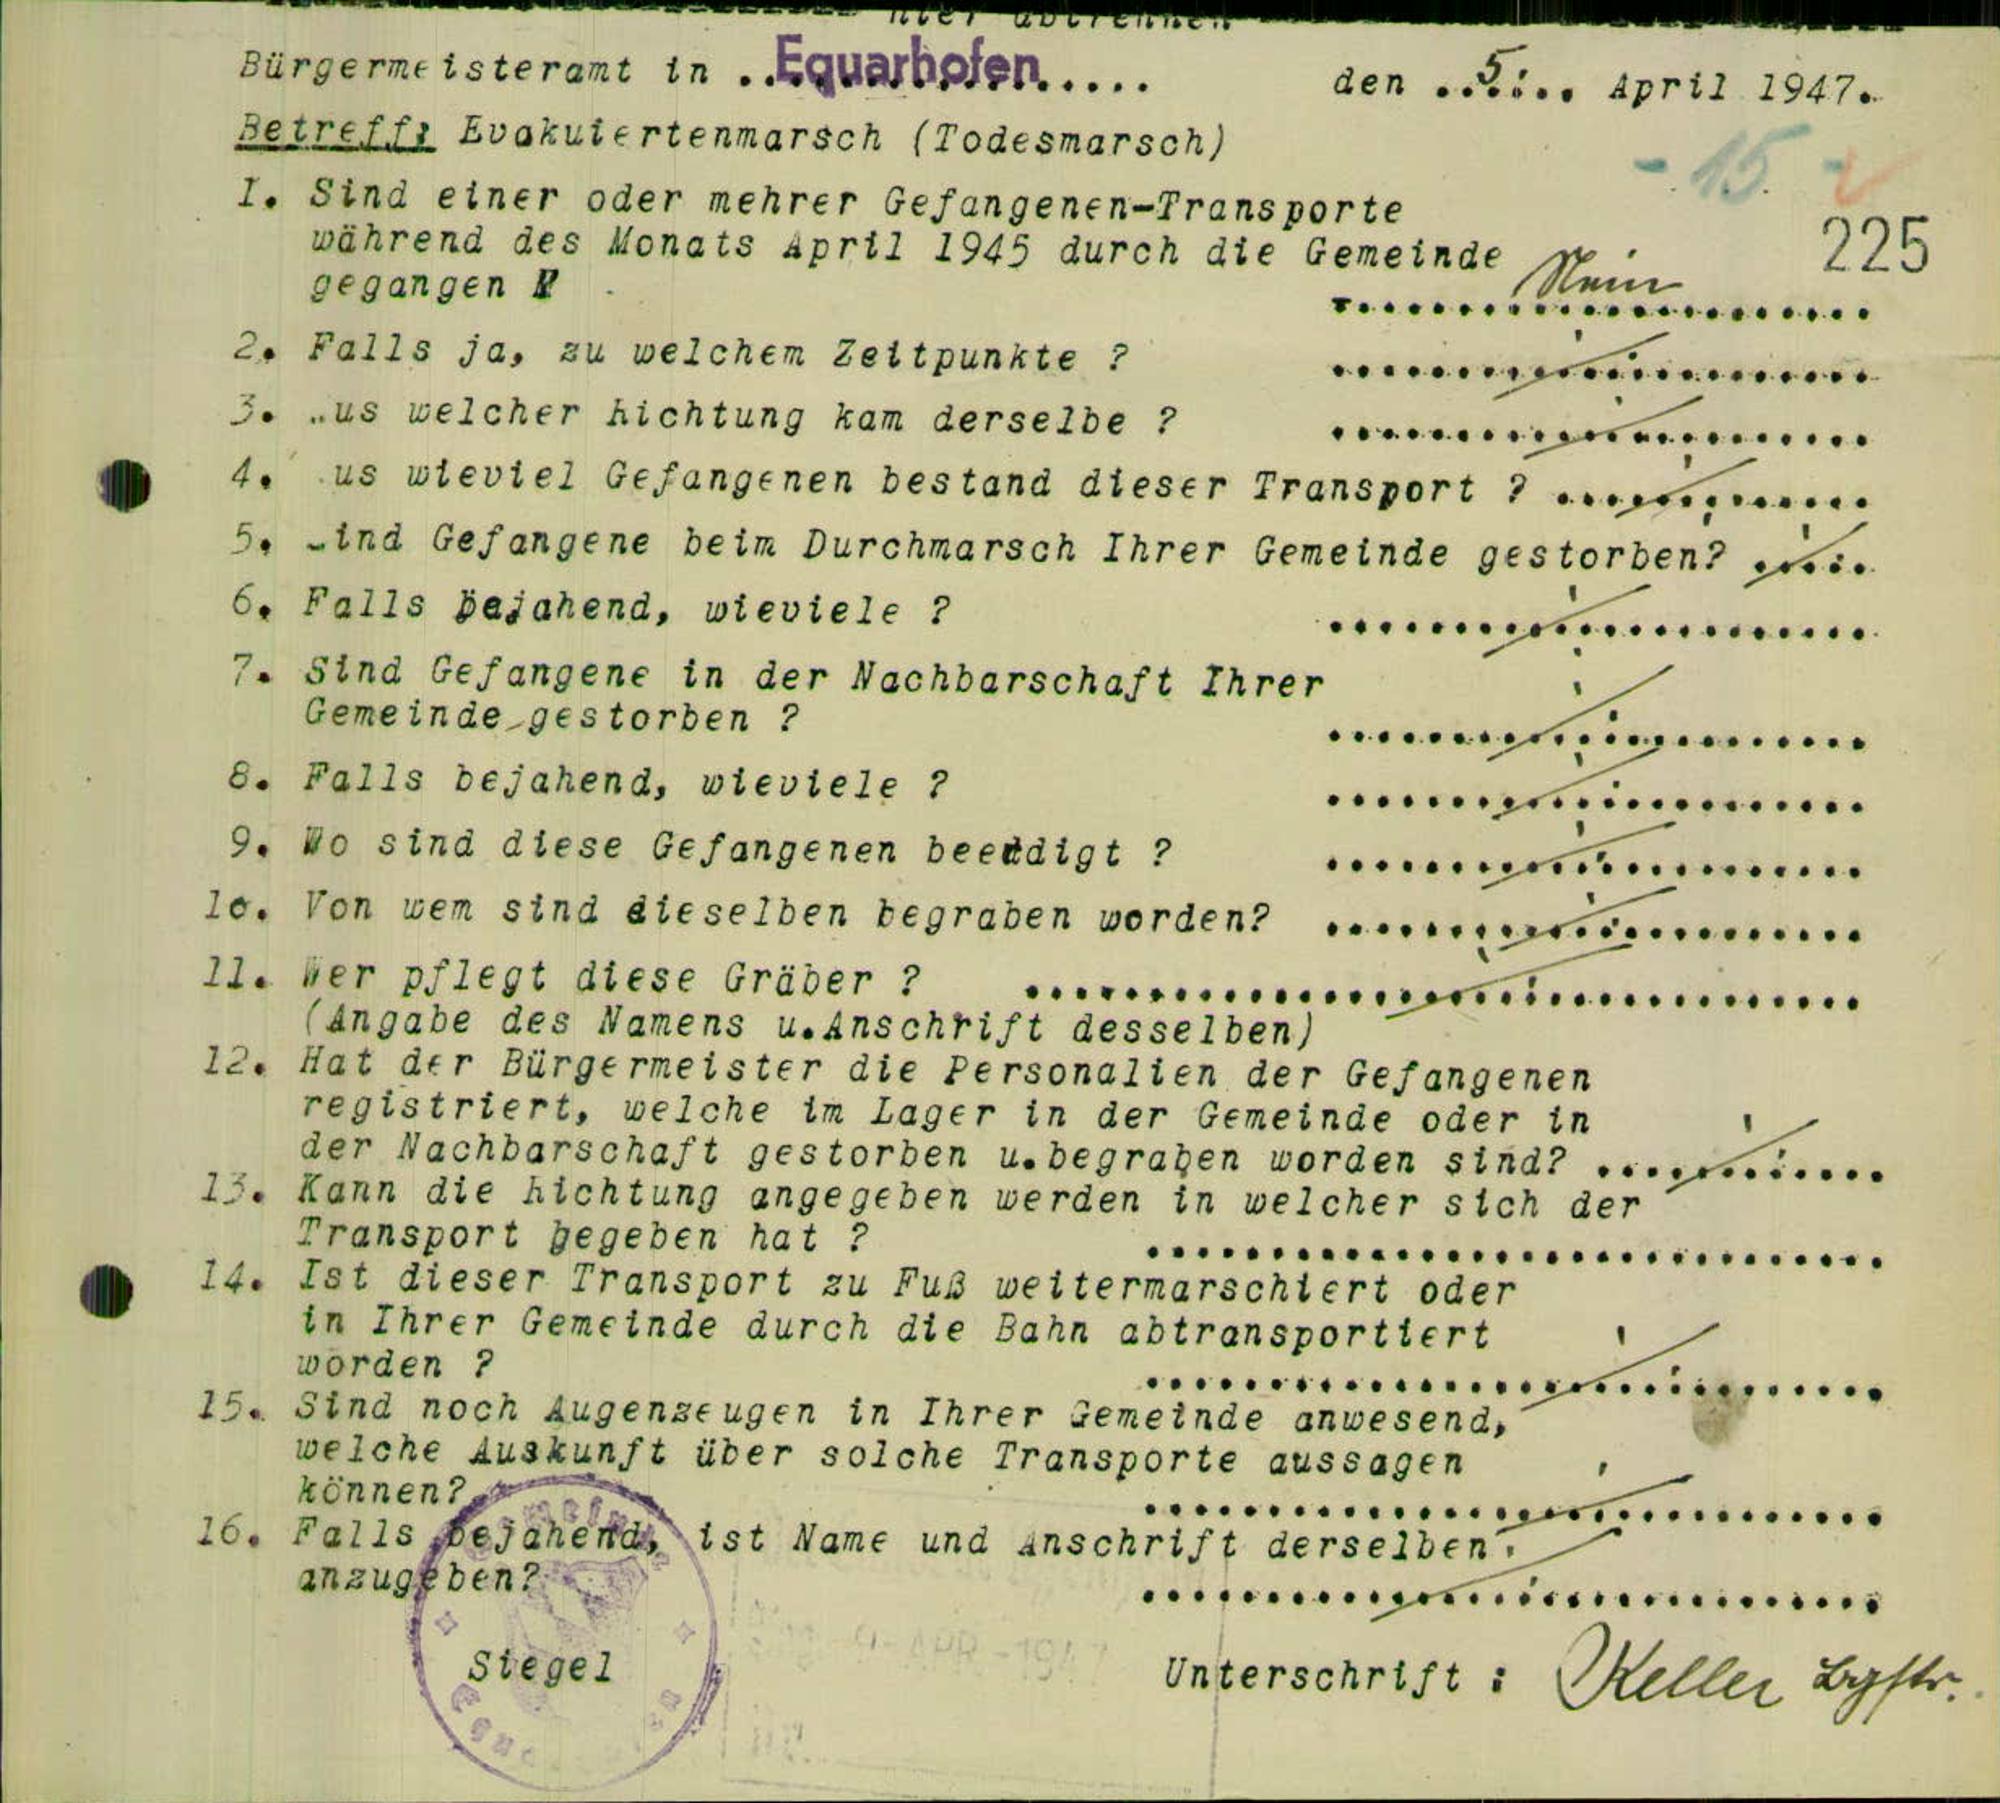 hier abtrennen
Bürgermeisteramt in ..Equarhofen..... den ..5... April 1947.
Betreff: Evakuiertenmarsch (Todesmarsch)
- 15 -
225
1. Sind einer oder mehrer Gefangenen-Transporte
während des Monats April 1945 durch die Gemeinde
gegangen ? Nein
2. Falls ja, zu welchem Zeitpunkte ? ......................
3. us welcher Richtung kam derselbe ? ......................
4. us wieviel Gefangenen bestand dieser Transport ? .............
5. ind Gefangene beim Durchmarsch Ihrer Gemeinde gestorben? .....
6. Falls bejahend, wieviele ? ......................
7. Sind Gefangene in der Nachbarschaft Ihrer
Gemeinde gestorben ? ......................
8. Falls bejahend, wieviele ? ......................
9. Wo sind diese Gefangenen beerdigt ? ......................
10. Von wem sind dieselben begraben worden? ......................
11. Wer pflegt diese Gräber ? ..................................
(Angabe des Namens u.Anschrift desselben)
12. Hat der Bürgermeister die Personalien der Gefangenen
registriert, welche im Lager in der Gemeinde oder in
der Nachbarschaft gestorben u.begraben worden sind? ............
13. Kann die Richtung angegeben werden in welcher sich der
Transport begeben hat ? ..............................
14. Ist dieser Transport zu Fuß weitermarschiert oder
in Ihrer Gemeinde durch die Bahn abtransportiert
worden ? ..............................
15. Sind noch Augenzeugen in Ihrer Gemeinde anwesend,
welche Auskunft über solche Transporte aussagen
können? ..............................
16. Falls bejahend, ist Name und Anschrift derselben
anzugeben? ..............................
Siegel Unterschrift : Keller Bgstr.